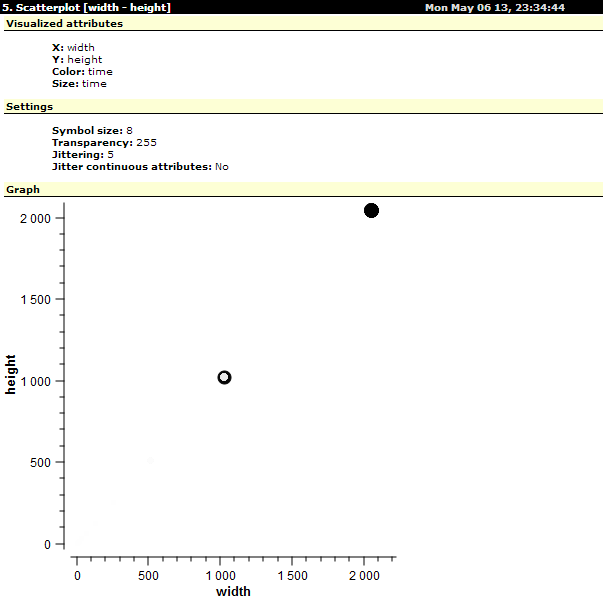 5. Scatterplot [width - height] Mon May 06 13, 23:34:44
Visualized attributes
X: width
Y: height
Color: time
Size: time
Settings
Symbol size: 8
Transparency: 255
Jittering: 5
Jitter continuous attributes: No
Graph
2 000
1 500
1 000
500
0
height
0 500 1 000 1 500 2 000
width